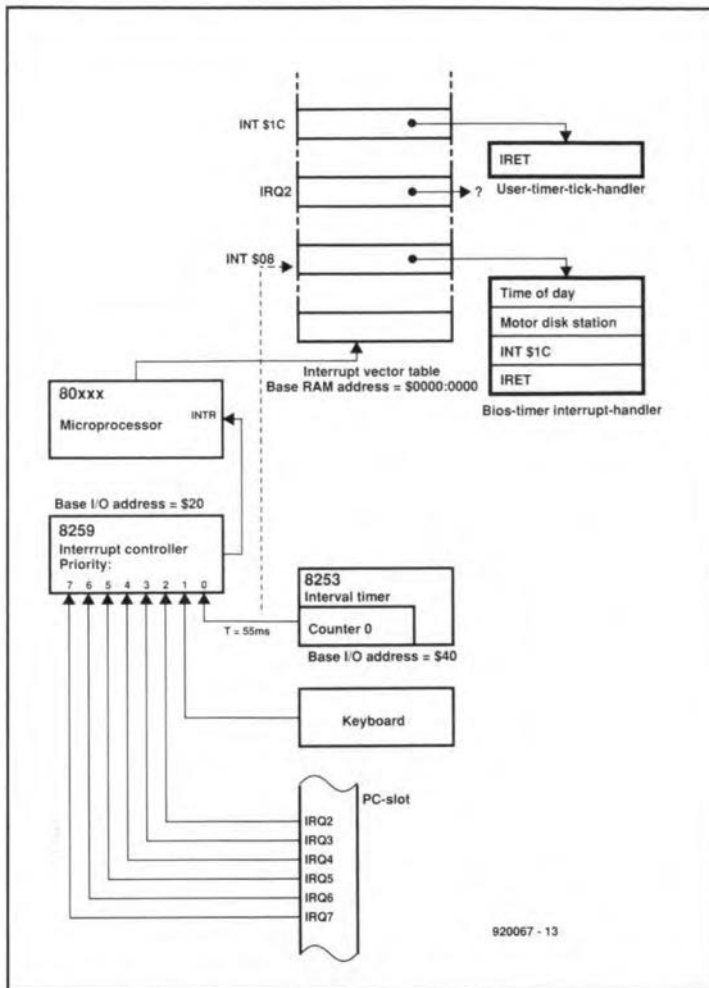 INT $1C
IRET
User-timer-tick-handler
IRQ2
?
INT $08
Time of day
Motor disk station
INT $1C
IRET
Bios-timer interrupt-handler
Interrupt vector table
Base RAM address = $0000:0000
80xxx
INTR
Microprocessor
Base I/O address = $20
8259
Interrrupt controller
Priority:
7 6 5 4 3 2 1 0
T = 55ms
8253
Interval timer
Counter 0
Base I/O address = $40
Keyboard
PC-slot
IRQ2
IRQ3
IRQ4
IRQ5
IRQ6
IRQ7
920067 - 13